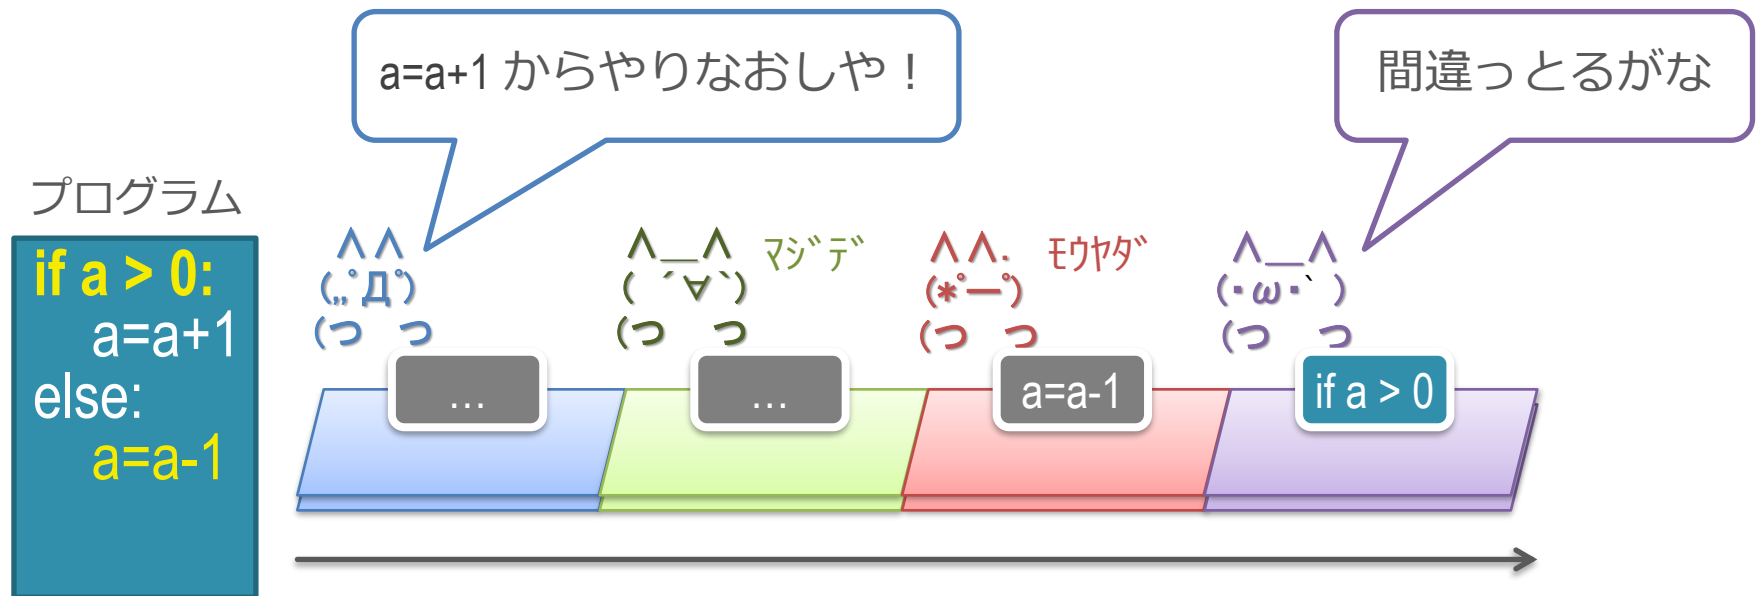 a=a+1 からやりなおしや！
間違っとるがな
プログラム
if a > 0:
a=a+1
else:
a=a-1
∧∧
(,,ﾟДﾟ)
(つ　つ
∧＿∧
(　´∀`)
(つ　つ
ﾏｼﾞﾃﾞ
∧∧.
(*ﾟーﾟ)
(つ　つ
ﾓｳﾔﾀﾞ
∧＿∧
(・ω・` )
(つ　つ
…
…
a=a-1
if a > 0